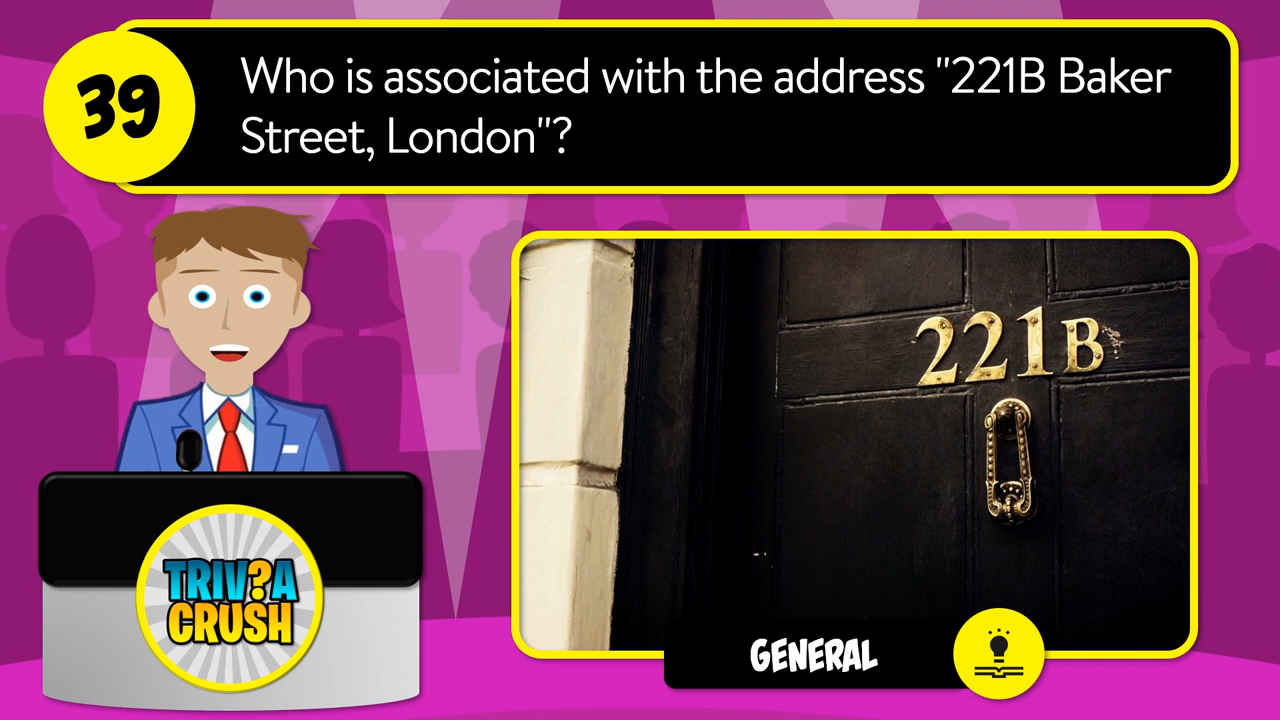 39
Who is associated with the address "221B Baker
Street, London"?
221B
TRIV?A
CRUSH
GENERAL